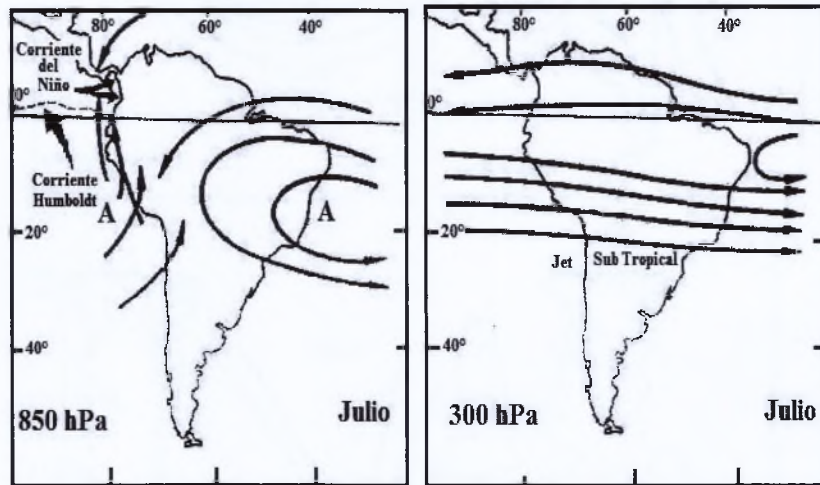 80°
60°
40°
Corriente
del
Niño
0°
Corriente
Humboldt
A
A
20°
40°
850 hPa
Julio
80°
60°
40°
0°
20°
Jet
Sub Tropical
40°
300 hPa
Julio